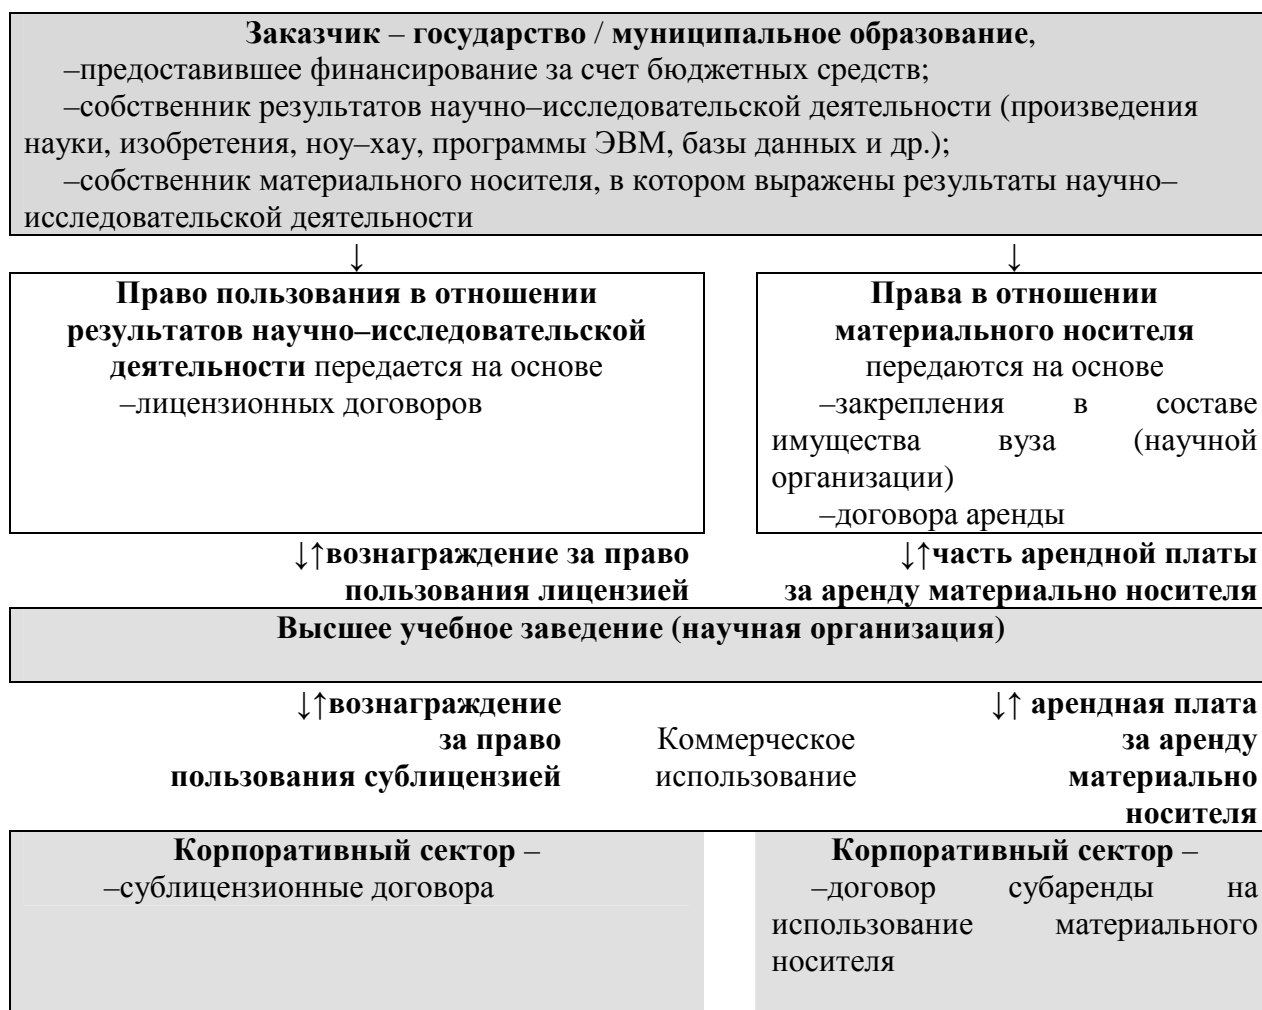 Заказчик – государство / муниципальное образование,
–предоставившее финансирование за счет бюджетных средств;
–собственник результатов научно–исследовательской деятельности (произведения
науки, изобретения, ноу–хау, программы ЭВМ, базы данных и др.);
–собственник материального носителя, в котором выражены результаты научно–
исследовательской деятельности
↓
↓
Право пользования в отношении
результатов научно–исследовательской
деятельности передается на основе
–лицензионных договоров
Права в отношении
материального носителя
передаются на основе
–закрепления в составе
имущества вуза (научной
организации)
–договора аренды
↓↑вознаграждение за право
пользования лицензией
↓↑часть арендной платы
за аренду материально носителя
Высшее учебное заведение (научная организация)
↓↑вознаграждение
за право
пользования сублицензией
Коммерческое
использование
↓↑ арендная плата
за аренду
материально
носителя
Корпоративный сектор –
–сублицензионные договора
Корпоративный сектор –
–договор субаренды на
использование материального
носителя